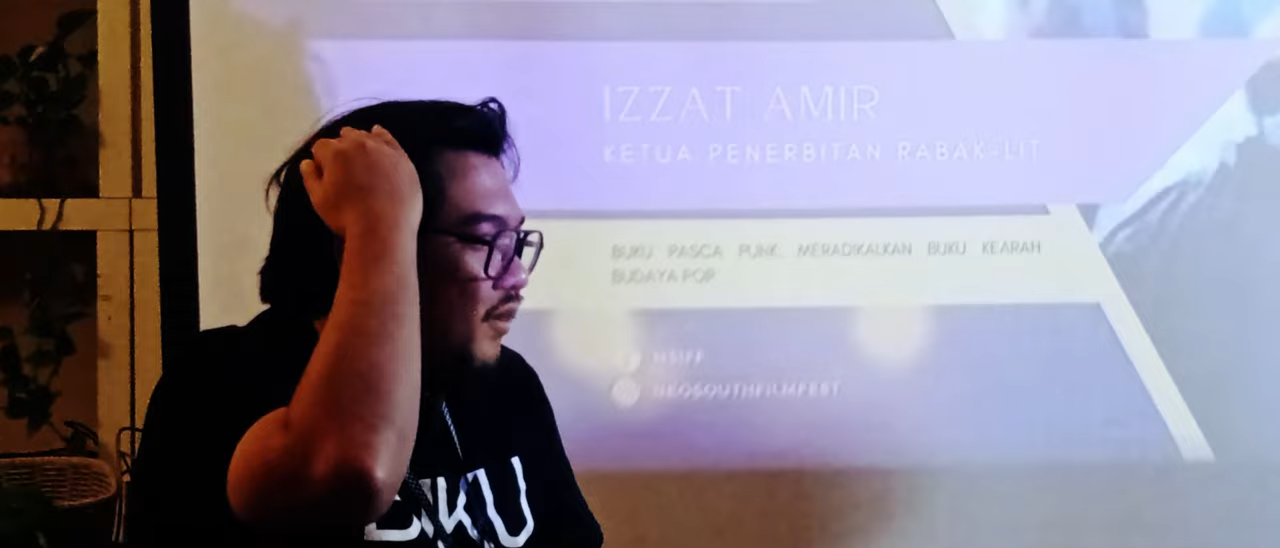 IZZAT AMIR
KETUA PENERBITAN RABAK-LIT
BUKU PASCA PUNK. MERADIKALKAN BUKU KEARAH
BUDAYA POP
NSIFF
NEOSOUTHFILMFEST